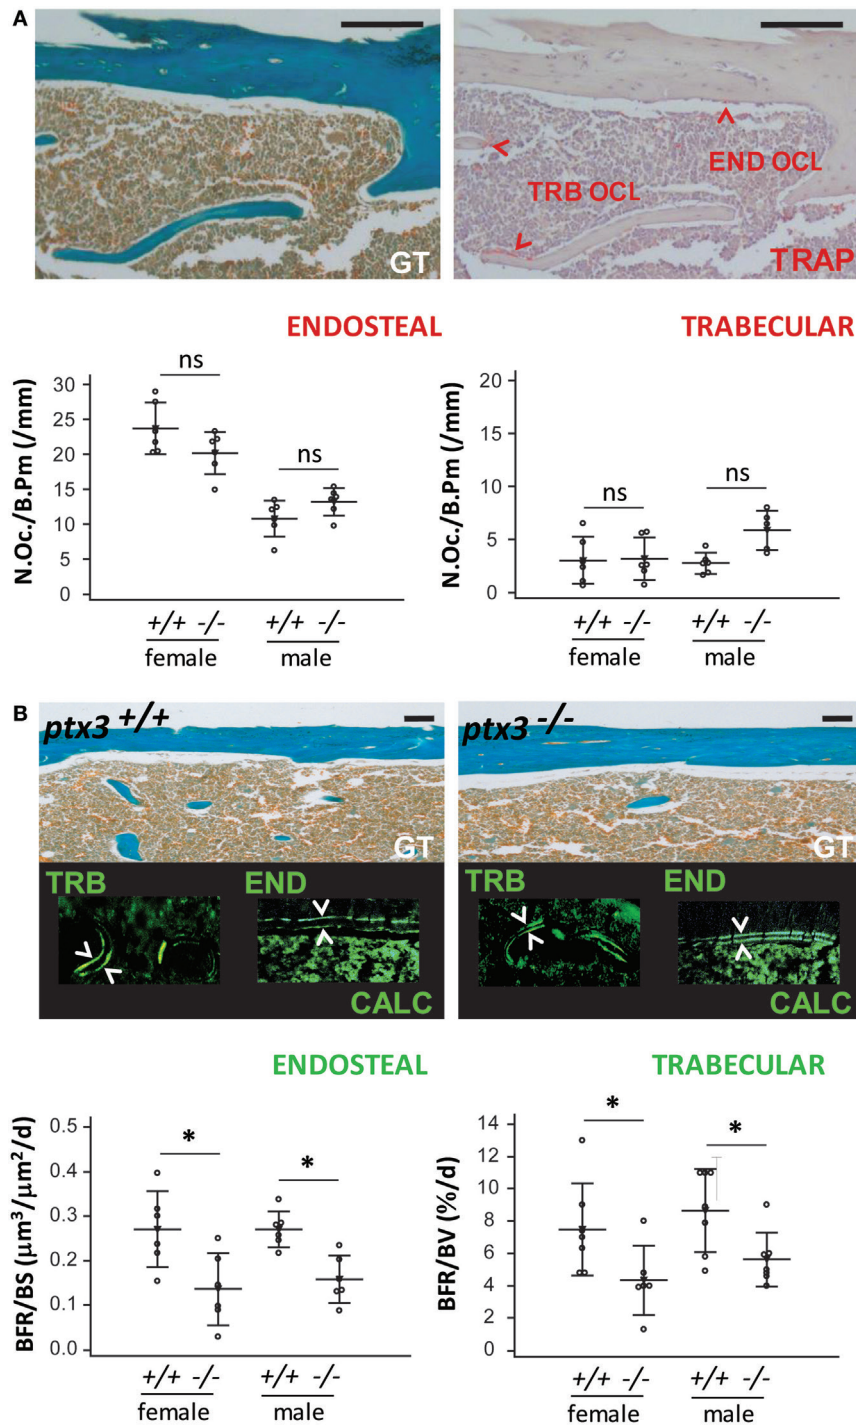 A
GT
END OCL
TRB OCL
TRAP
ENDOSTEAL
TRABECULAR
N.Oc./B.Pm (/mm)
30
25
20
15
10
5
0
ns
ns
+/+ -/- +/+ -/-
female male
N.Oc./B.Pm (/mm)
20
15
10
5
0
ns
ns
+/+ -/- +/+ -/-
female male
B
ptx3 +/+
GT
ptx3 -/-
GT
TRB END
CALC
TRB END
CALC
ENDOSTEAL
TRABECULAR
BFR/BS (µm³/µm²/d)
0.5
0.4
0.3
0.2
0.1
0.0
*
*
+/+ -/- +/+ -/-
female male
BFR/BV (%/d)
14
12
10
8
6
4
2
0
*
*
+/+ -/- +/+ -/-
female male